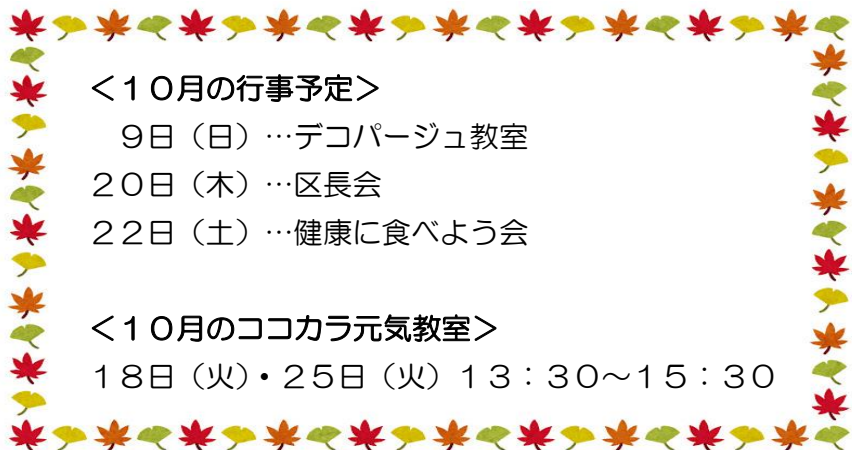 ＜１０月の行事予定＞
　９日（日）…デコパージュ教室
２０日（木）…区長会
２２日（土）…健康に食べよう会
＜１０月のココカラ元気教室＞
１８日（火）・２５日（火）１３：３０～１５：３０